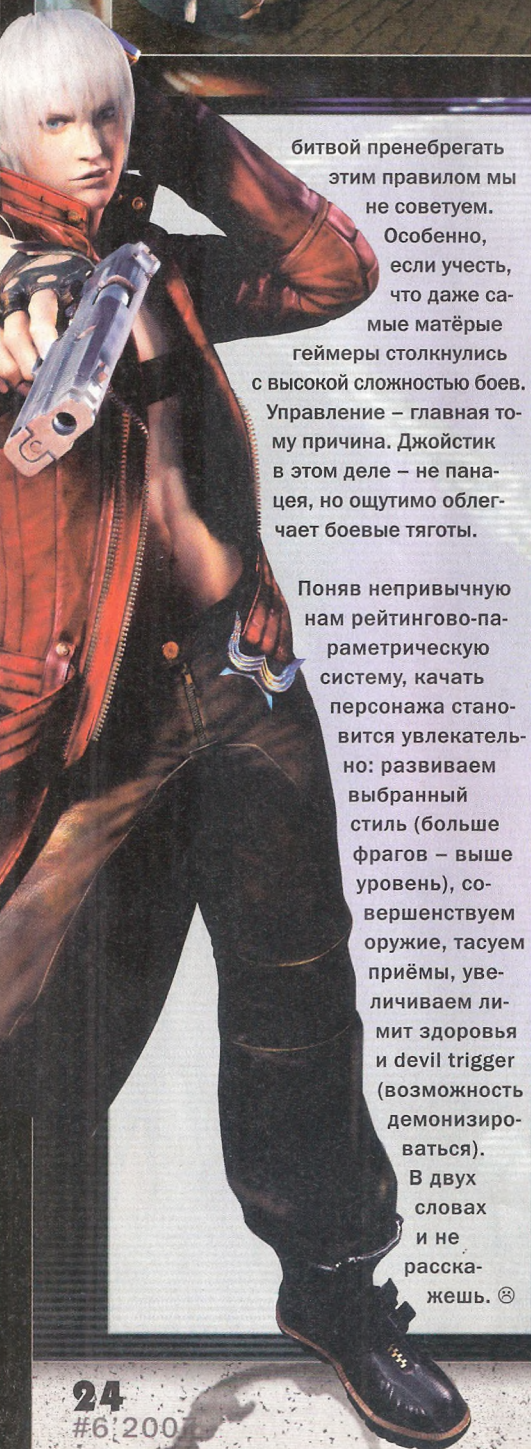 битвой пренебрегать
этим правилом мы
не советуем.
Особенно,
если учесть,
что даже са-
мые матёрые
геймеры столкнулись
с высокой сложностью боев.
Управление – главная то-
му причина. Джойстик
в этом деле – не пана-
цея, но ощутимо облег-
чает боевые тяготы.
Поняв непривычную
нам рейтингово-па-
раметрическую
систему, качать
персонажа стано-
вится увлекатель-
но: развиваем
выбранный
стиль (больше
фрагов – выше
уровень), со-
вершенствуем
оружие, тасуем
приёмы, уве-
личиваем ли-
мит здоровья
и devil trigger
(возможность
демонизиро-
ваться).
В двух
словах
и не
расска-
жешь. ☹
24
#6'2007